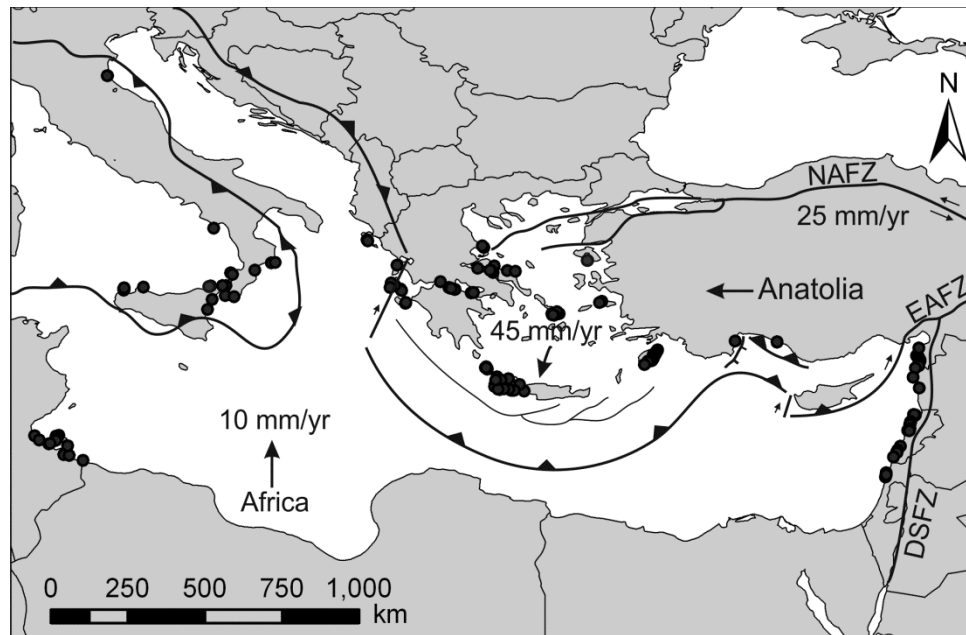 N
NAFZ
25 mm/yr
EAFZ
Anatolia
45 mm/yr
10 mm/yr
Africa
DSFZ
0 250 500 750 1,000
km